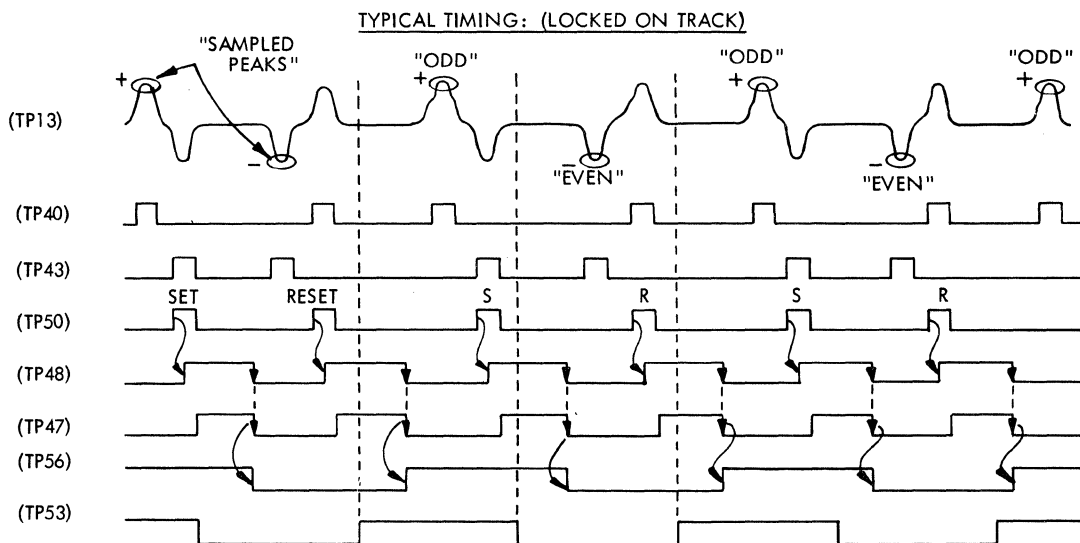 TYPICAL TIMING: (LOCKED ON TRACK)
"SAMPLED
PEAKS"
"ODD"
"ODD"
"ODD"
+
+
+
+
(TP13)
-
-
-
"EVEN"
"EVEN"
(TP40)
(TP43)
SET
RESET
S
R
S
R
(TP50)
(TP48)
(TP47)
(TP56)
(TP53)